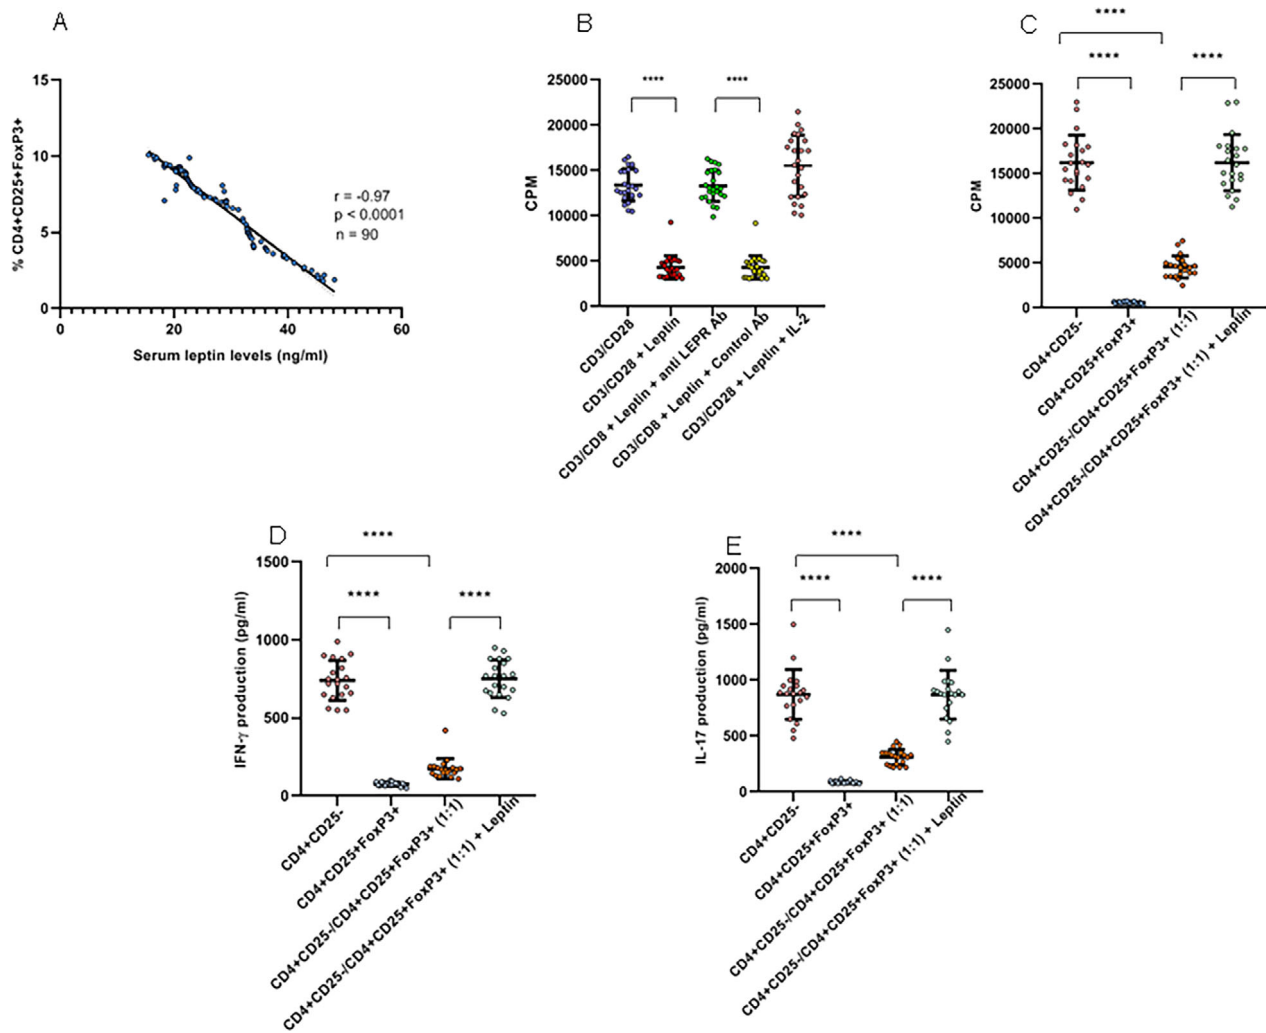 A
15
10
5
0
0
20
40
60
% CD4+CD25+FoxP3+
r = -0.97
p < 0.0001
n = 90
Serum leptin levels (ng/ml)
B
**** ****
25000
20000
15000
10000
5000
0
CPM
CD3/CD28
CD3/CD28 + Leptin
CD3/CD8 + Leptin + anti LEPR Ab
CD3/CD8 + Leptin + Control Ab
CD3/CD28 + Leptin + IL-2
C
****
**** ****
25000
20000
15000
10000
5000
0
CPM
CD4+CD25-
CD4+CD25+FoxP3+
CD4+CD25-/CD4+CD25+FoxP3+ (1:1)
CD4+CD25-/CD4+CD25+FoxP3+ (1:1) + Leptin
D
****
**** ****
1500
1000
500
0
IFN-γ production (pg/ml)
CD4+CD25-
CD4+CD25+FoxP3+
CD4+CD25-/CD4+CD25+FoxP3+ (1:1)
CD4+CD25-/CD4+CD25+FoxP3+ (1:1) + Leptin
E
****
**** ****
2000
1500
1000
500
0
IL-17 production (pg/ml)
CD4+CD25-
CD4+CD25+FoxP3+
CD4+CD25-/CD4+CD25+FoxP3+ (1:1)
CD4+CD25-/CD4+CD25+FoxP3+ (1:1) + Leptin